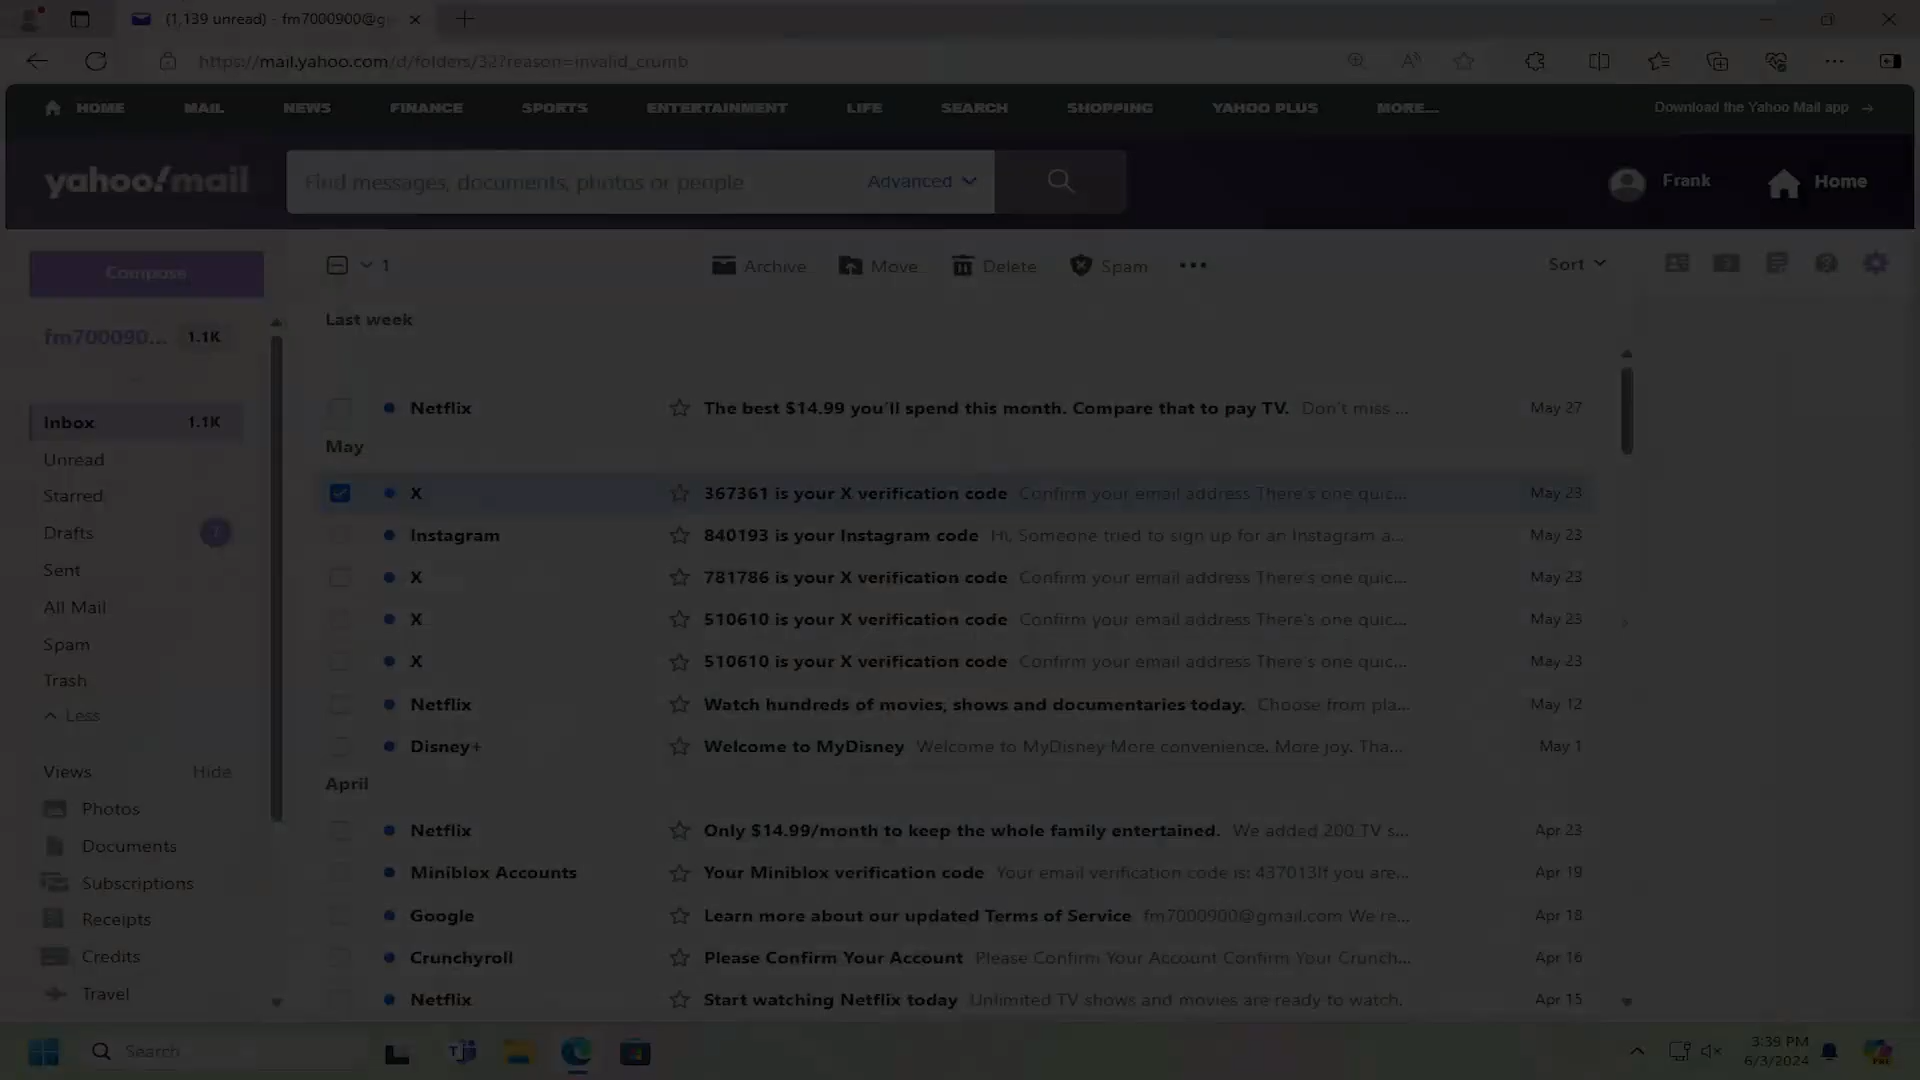 (1,139 unread) - fm7000900@g
https://mail.yahoo.com/d/folders/32?reason=invalid_crumb
HOME MAIL NEWS FINANCE SPORTS ENTERTAINMENT LIFE SEARCH SHOPPING YAHOO PLUS MORE... Download the Yahoo Mail app →
yahoo!mail
Find messages, documents, photos or people Advanced
Frank Home
Compose
1 Archive Move Delete Spam ••• Sort
Last week
fm700090... 1.1K
Netflix The best $14.99 you'll spend this month. Compare that to pay TV. Don't miss ... May 27
Inbox 1.1K
May
Unread
X 367361 is your X verification code Confirm your email address There's one quic... May 23
Starred
Instagram 840193 is your Instagram code Hi, Someone tried to sign up for an Instagram a... May 23
Drafts
X 781786 is your X verification code Confirm your email address There's one quic... May 23
Sent
X 510610 is your X verification code Confirm your email address There's one quic... May 23
All Mail
X 510610 is your X verification code Confirm your email address There's one quic... May 23
Spam
Trash
Netflix Watch hundreds of movies, shows and documentaries today. Choose from pla... May 12
Less
Disney+ Welcome to MyDisney Welcome to MyDisney More convenience. More joy. Tha... May 1
Views Hide
April
Photos
Netflix Only $14.99/month to keep the whole family entertained. We added 200 TV s... Apr 23
Documents
Miniblox Accounts Your Miniblox verification code Your email verification code is: 437013If you are... Apr 19
Subscriptions
Google Learn more about our updated Terms of Service fm7000900@gmail.com We re... Apr 18
Receipts
Crunchyroll Please Confirm Your Account Please Confirm Your Account Confirm Your Crunch... Apr 16
Credits
Netflix Start watching Netflix today Unlimited TV shows and movies are ready to watch. Apr 15
Travel
Search
3:39 PM
6/3/2024